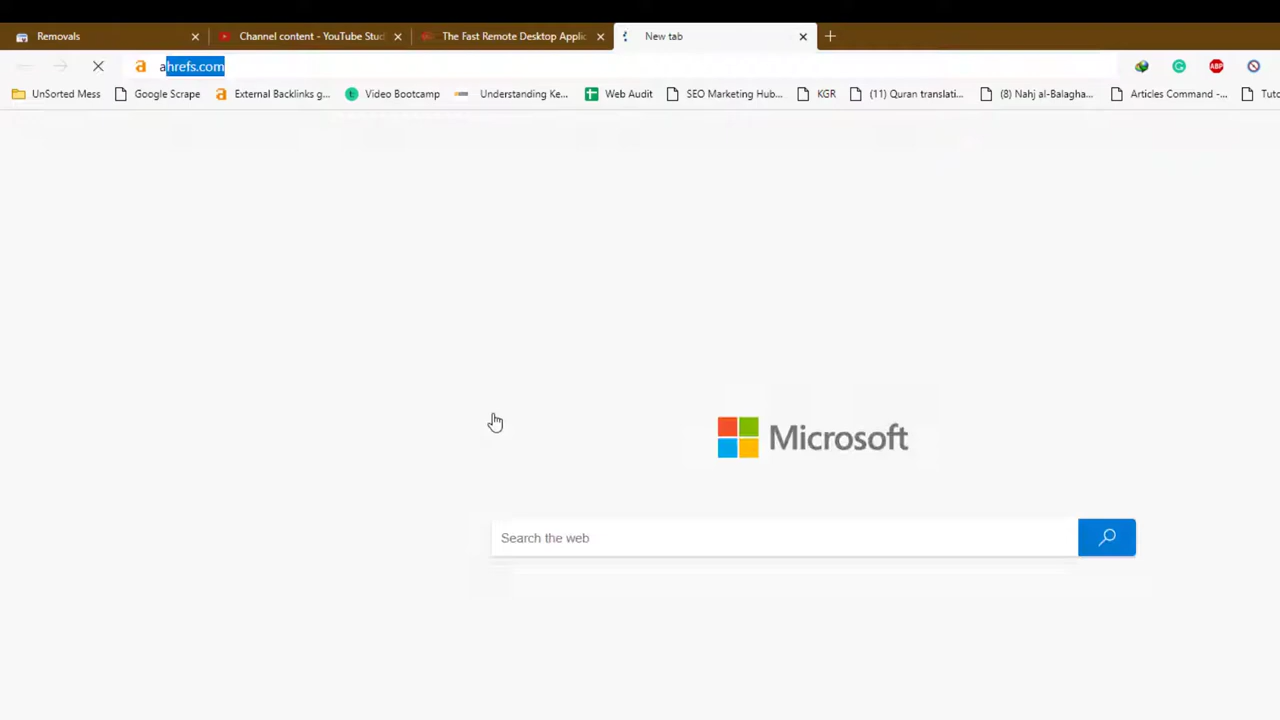 Removals
Channel content - YouTube Stud
The Fast Remote Desktop Applic
New tab
ahrefs.com
UnSorted Mess
Google Scrape
External Backlinks g...
Video Bootcamp
Understanding Ke...
Web Audit
SEO Marketing Hub...
KGR
(11) Quran translati...
(8) Nahj al-Balagha...
Articles Command -...
Tuto
ABP
Microsoft
Search the web